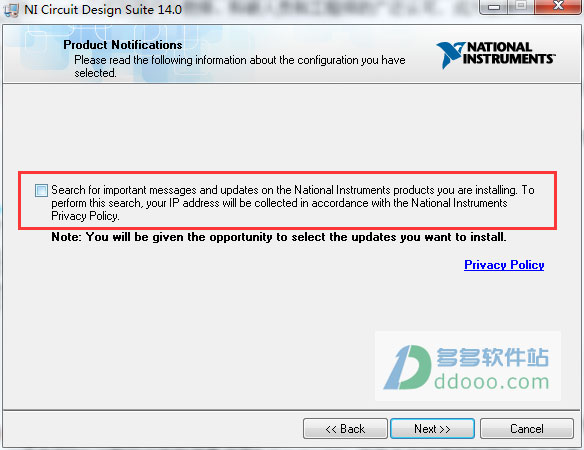 NI Circuit Design Suite 14.0
Product Notifications
Please read the following information about the configuration you have
selected.
NATIONAL
INSTRUMENTS™
Search for important messages and updates on the National Instruments products you are installing. To
perform this search, your IP address will be collected in accordance with the National Instruments
Privacy Policy.
Note: You will be given the opportunity to select the updates you want to install.
Privacy Policy
多多软件站
ddooo.com
<< Back
Next >>
Cancel